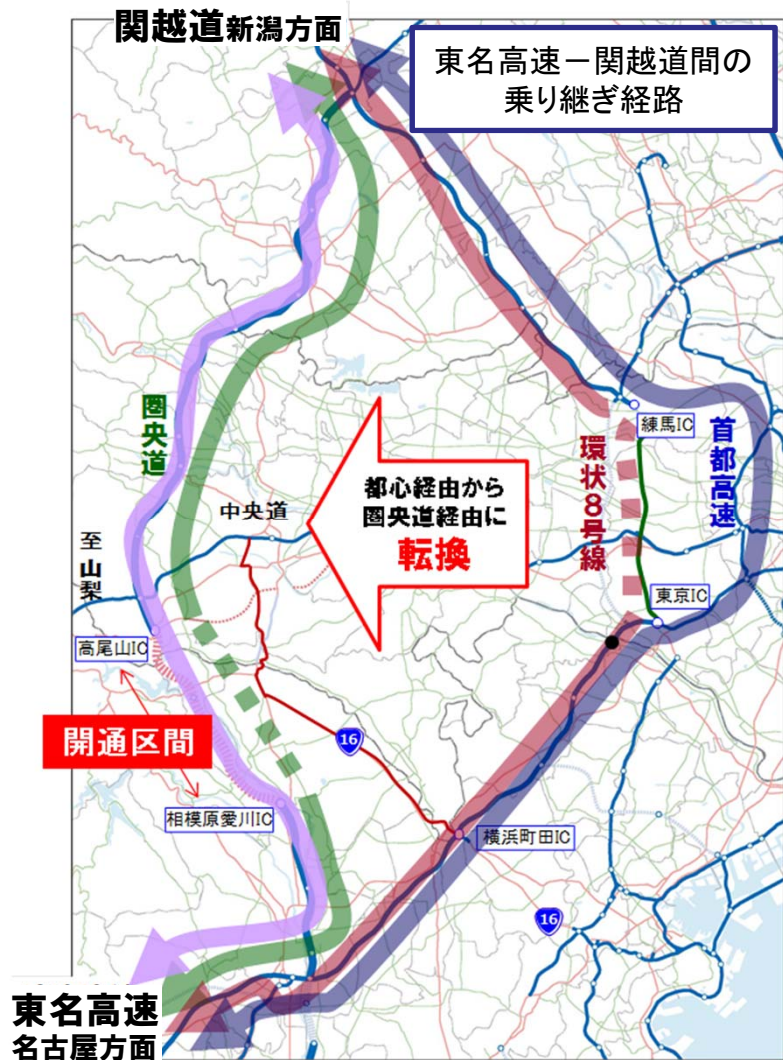 関越道新潟方面
東名高速－関越道間の
乗り継ぎ経路
圏央道
練馬IC
環状８号線
首都高速
都心経由から
圏央道経由に
転換
中央道
至山梨
東京IC
高尾山IC
開通区間
16
相模原愛川IC
横浜町田IC
16
東名高速
名古屋方面